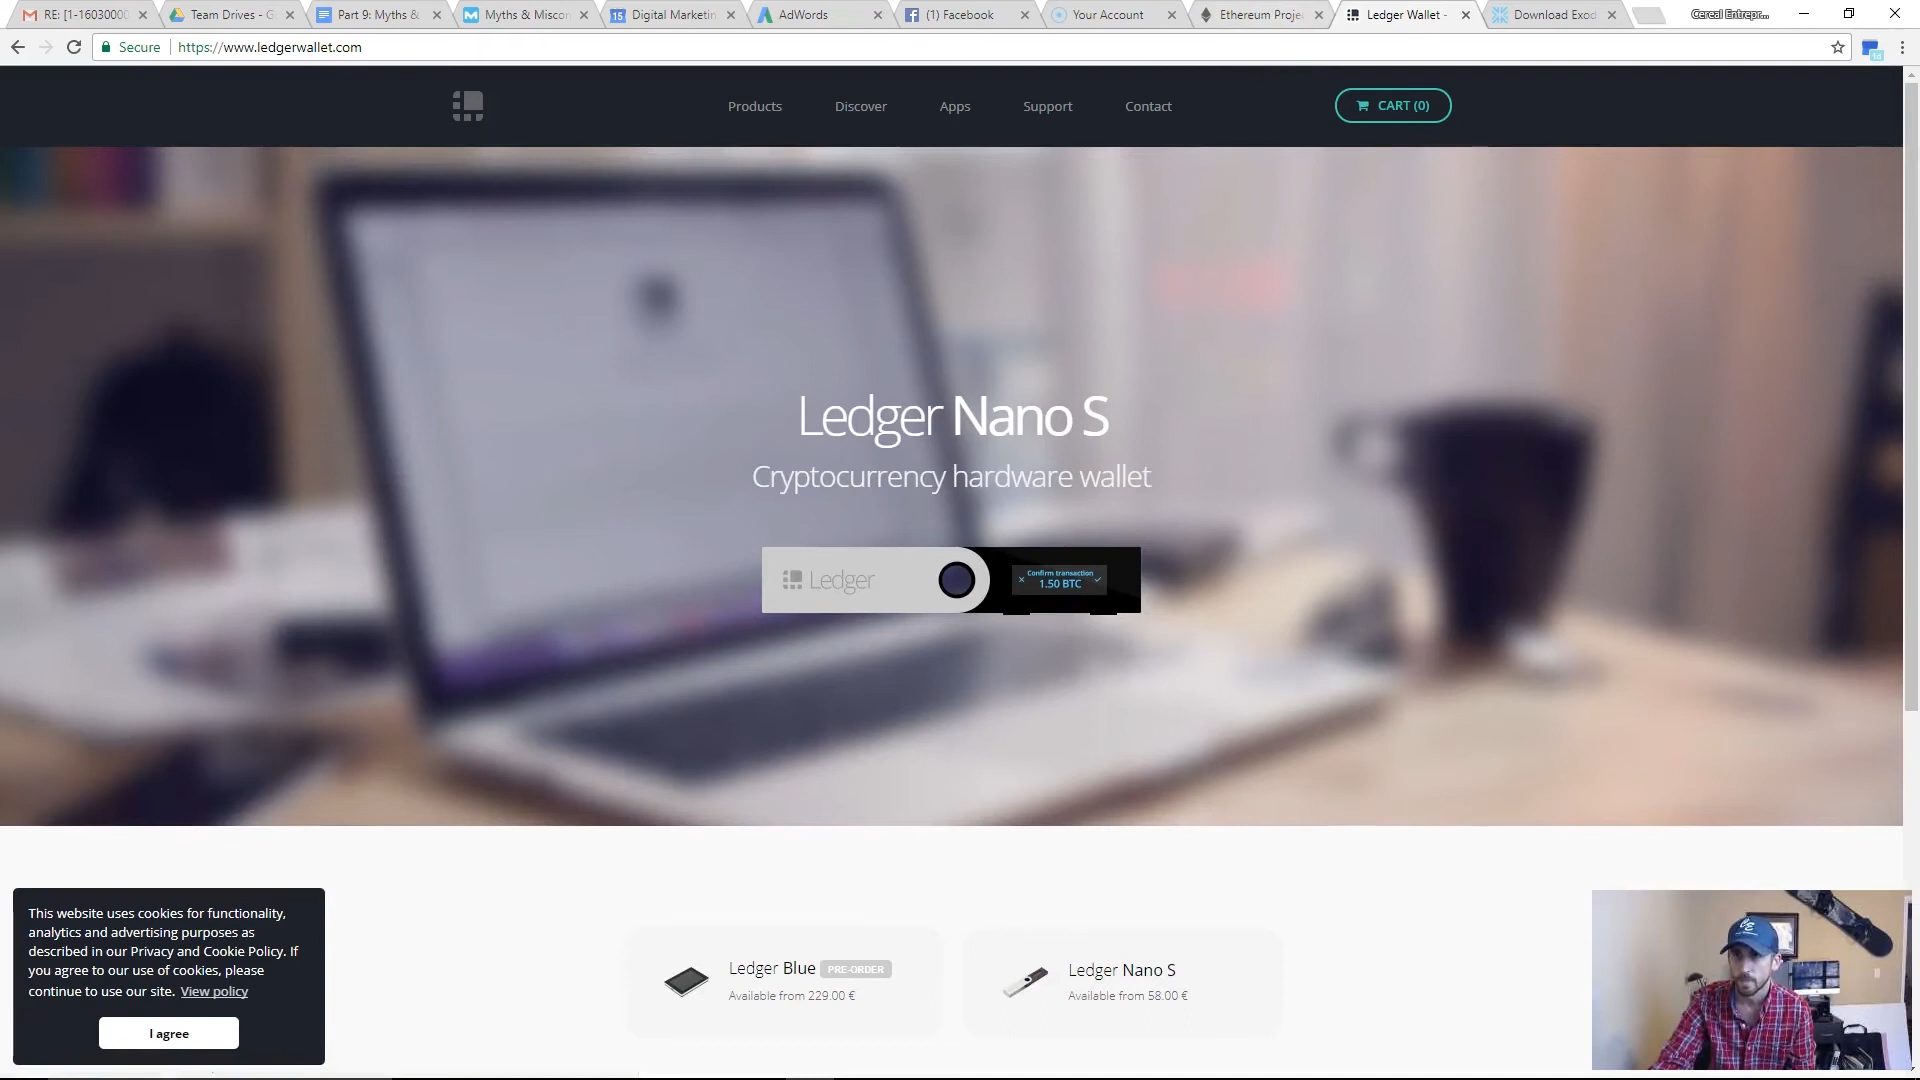 RE: [1-16030000
Team Drives - G
Part 9: Myths &
Myths & Miscon
Digital Marketin
AdWords
(1) Facebook
Your Account
Ethereum Proje
Ledger Wallet -
Download Exod
Cereal Entrepr...
Secure
https://www.ledgerwallet.com
Products
Discover
Apps
Support
Contact
CART (0)
Ledger Nano S
Cryptocurrency hardware wallet
Ledger
Confirm transaction
1.50 BTC
This website uses cookies for functionality,
analytics and advertising purposes as
described in our Privacy and Cookie Policy. If
you agree to our use of cookies, please
continue to use our site. View policy
I agree
Ledger Blue PRE-ORDER
Available from 229.00 €
Ledger Nano S
Available from 58.00 €